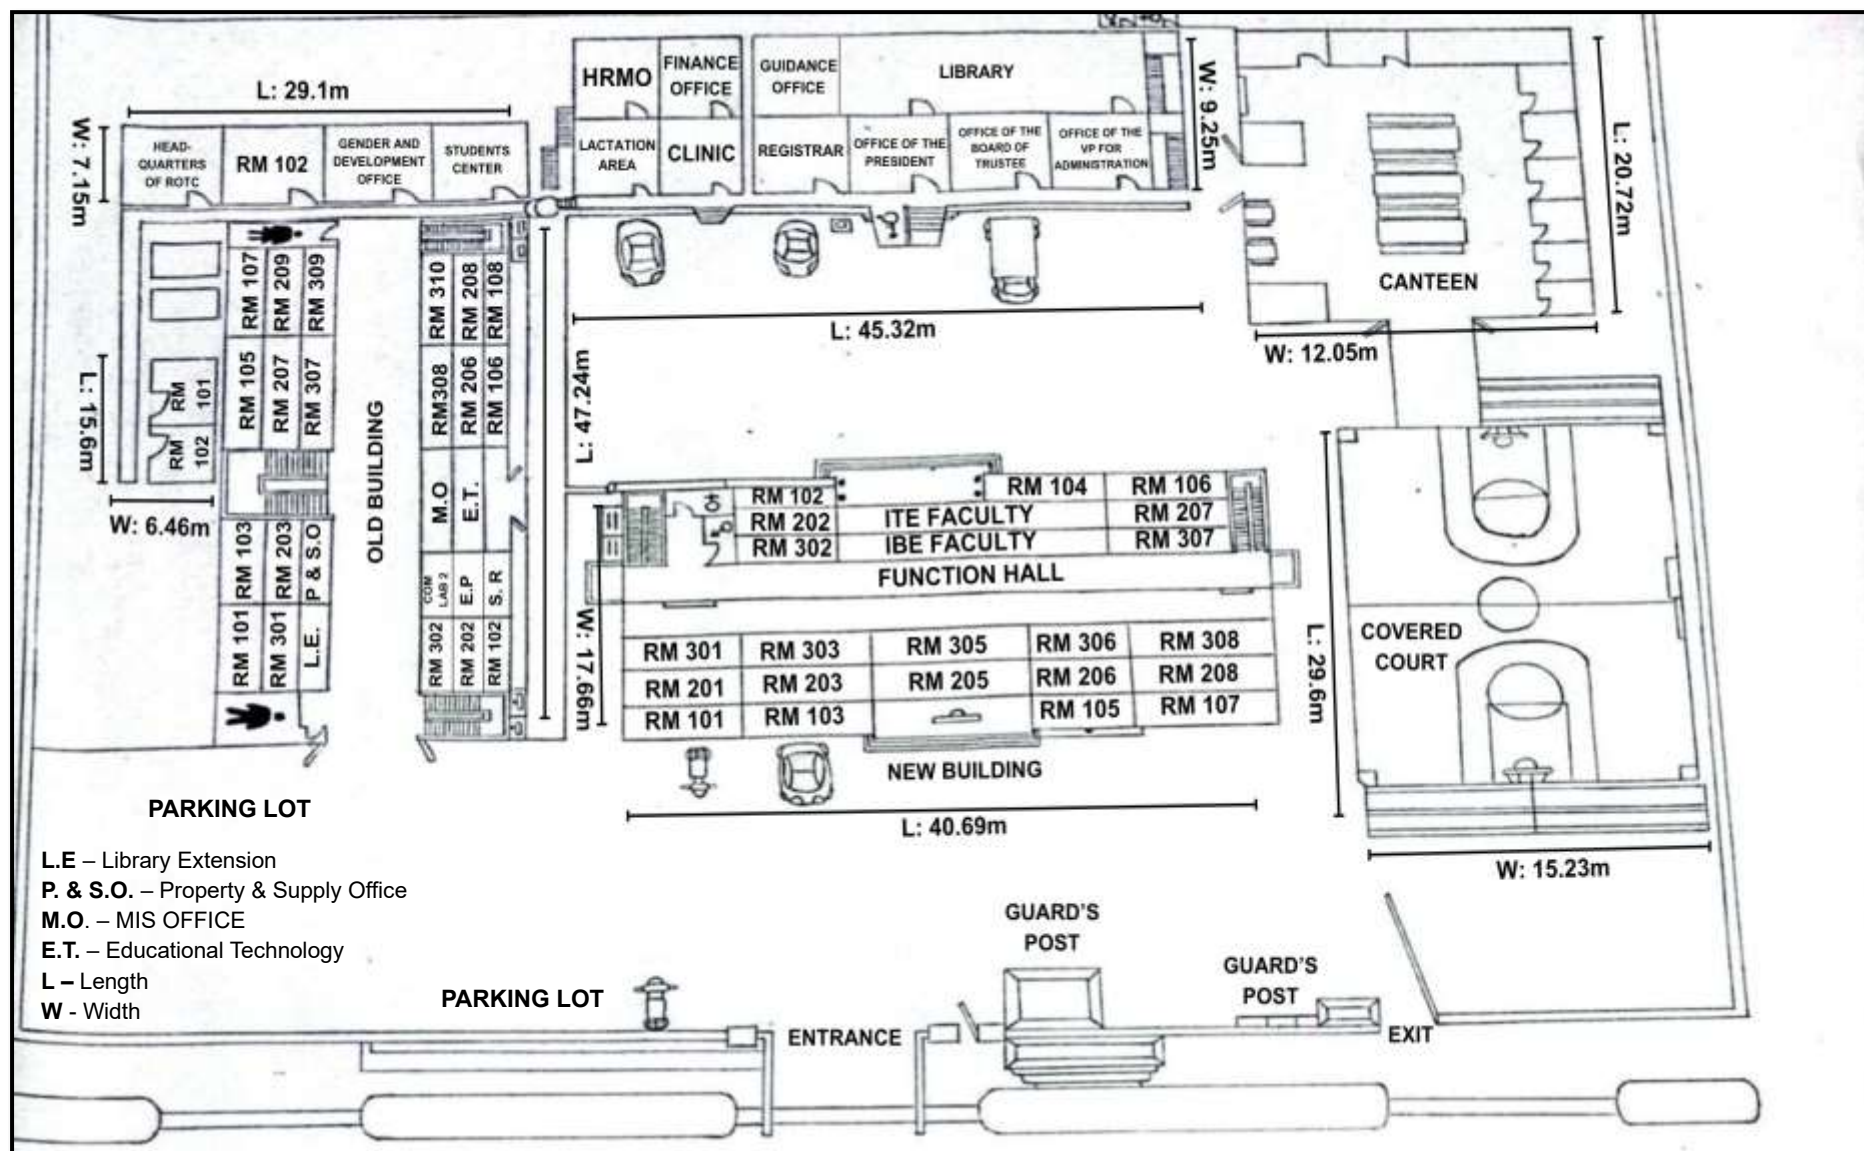 L: 29.1m
W: 7.15m
HEAD-
QUARTERS
OF ROTC
RM 102
GENDER AND
DEVELOPMENT
OFFICE
STUDENTS
CENTER
HRMO
FINANCE
OFFICE
LACTATION
AREA
CLINIC
GUIDANCE
OFFICE
LIBRARY
REGISTRAR
OFFICE OF THE
PRESIDENT
OFFICE OF THE
BOARD OF
TRUSTEE
OFFICE OF THE
VP FOR
ADMINISTRATION
W: 9.25m
L: 20.72m
CANTEEN
W: 12.05m
L: 45.32m
L: 47.24m
RM 107
RM 209
RM 309
RM 105
RM 207
RM 307
RM
101
RM
102
L: 15.6m
W: 6.46m
RM 103
RM 203
P & S.O
RM 101
RM 301
L.E.
OLD BUILDING
RM 310
RM 208
RM 108
RM308
RM 206
RM 106
M.O
E.T.
COM
LAB 2
E.P
S. R
RM 302
RM 202
RM 102
RM 102
RM 104
RM 106
RM 202
ITE FACULTY
RM 207
RM 302
IBE FACULTY
RM 307
FUNCTION HALL
W: 17.66m
RM 301
RM 303
RM 305
RM 306
RM 308
RM 201
RM 203
RM 205
RM 206
RM 208
RM 101
RM 103
RM 105
RM 107
NEW BUILDING
L: 40.69m
COVERED
COURT
L: 29.6m
W: 15.23m
PARKING LOT
L.E – Library Extension
P. & S.O. – Property & Supply Office
M.O. – MIS OFFICE
E.T. – Educational Technology
L – Length
W - Width
PARKING LOT
GUARD'S
POST
GUARD'S
POST
ENTRANCE
EXIT